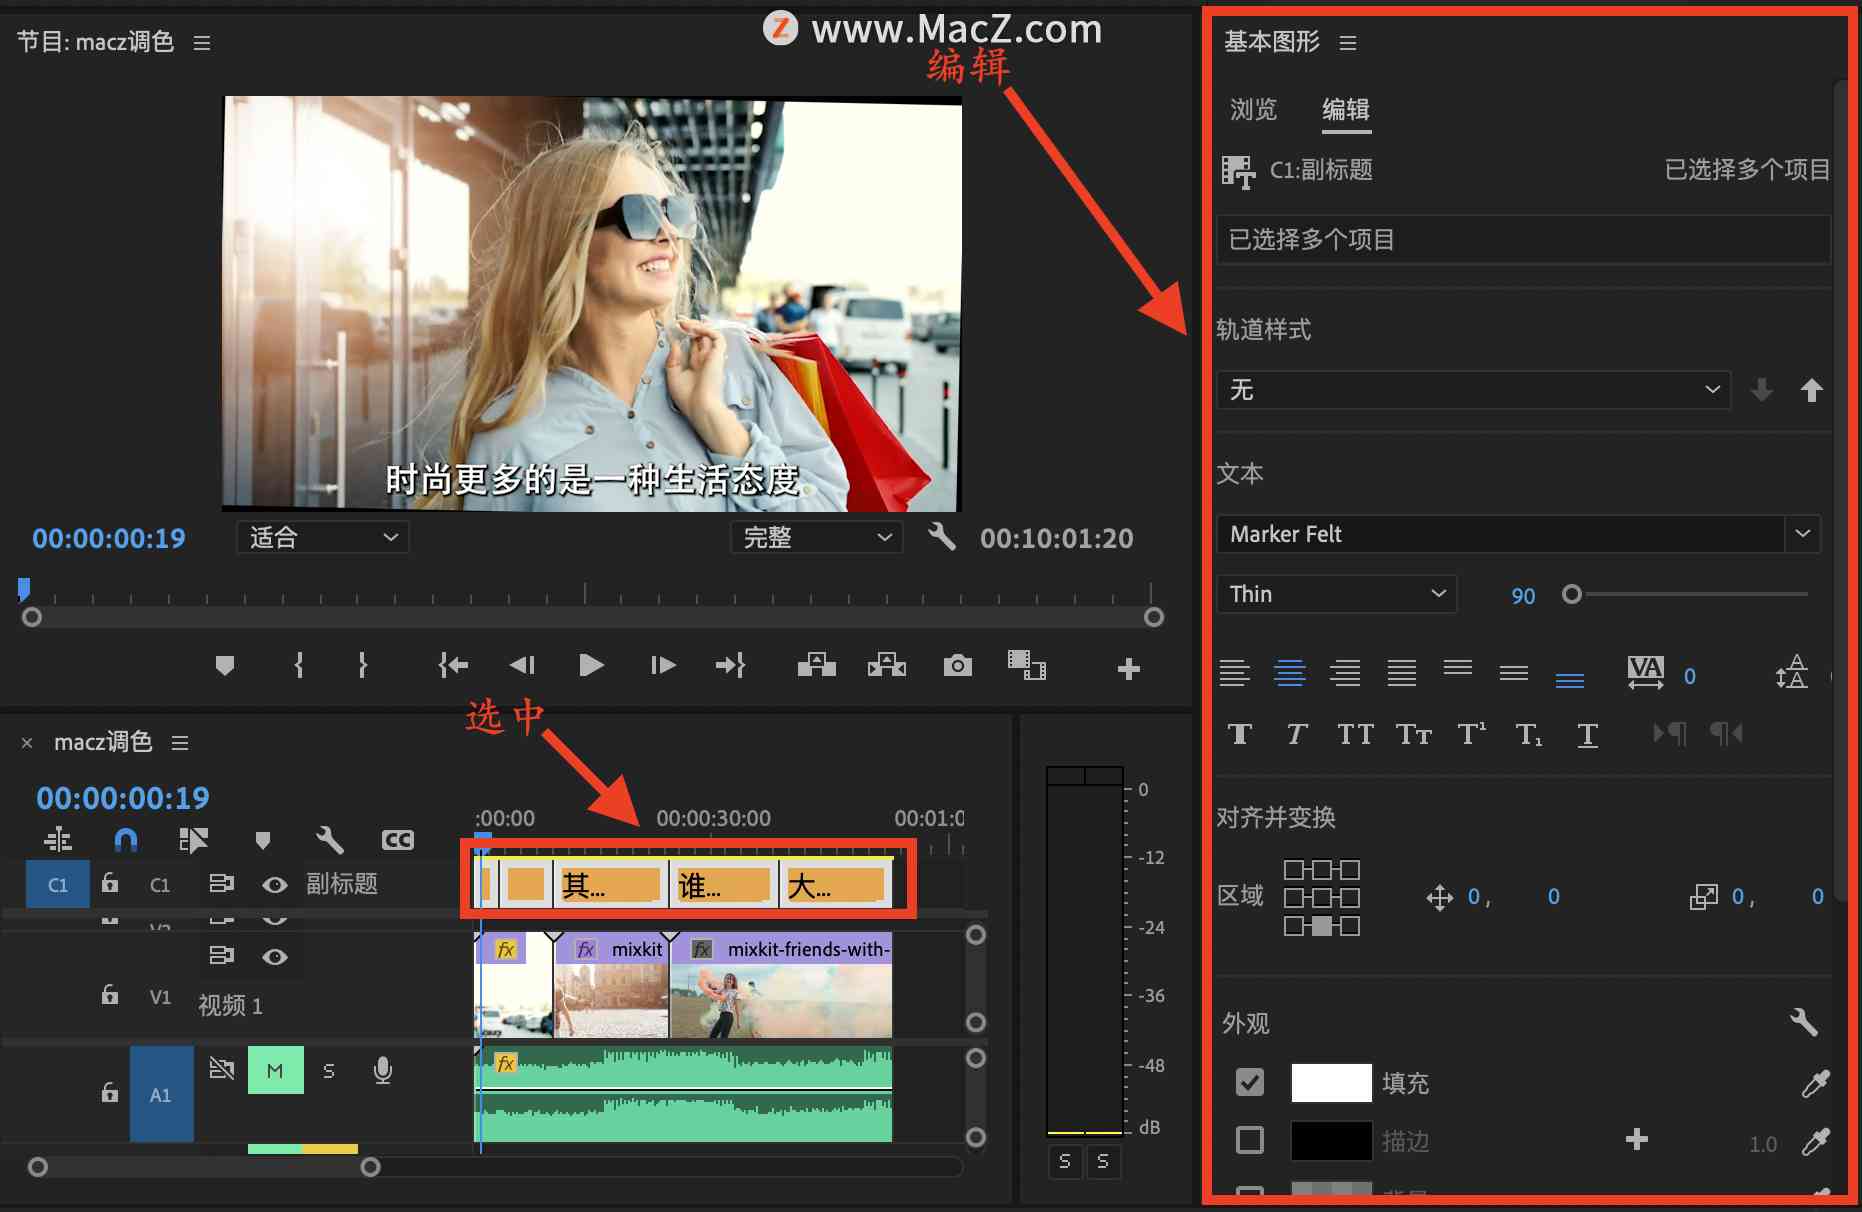 www.MacZ.com
节目: macz调色
编辑
时尚更多的是一种生活态度。
00:00:00:19
适合
完整
00:10:01:20
选中
macz调色
00:00:00:19
:00:00
00:00:30:00
00:01:0
C1
C1
副标题
其...
谁...
大...
fx
fx
mixkit
fx
mixkit-friends-with-
V1
视频 1
A1
M
S
fx
0
-12
-24
-36
-48
dB
S
S
基本图形
浏览
编辑
C1:副标题
已选择多个项目
已选择多个项目
轨道样式
无
文本
Marker Felt
Thin
90
VA
0
对齐并变换
区域
0 ,
0
0 ,
0
外观
填充
描边
1.0